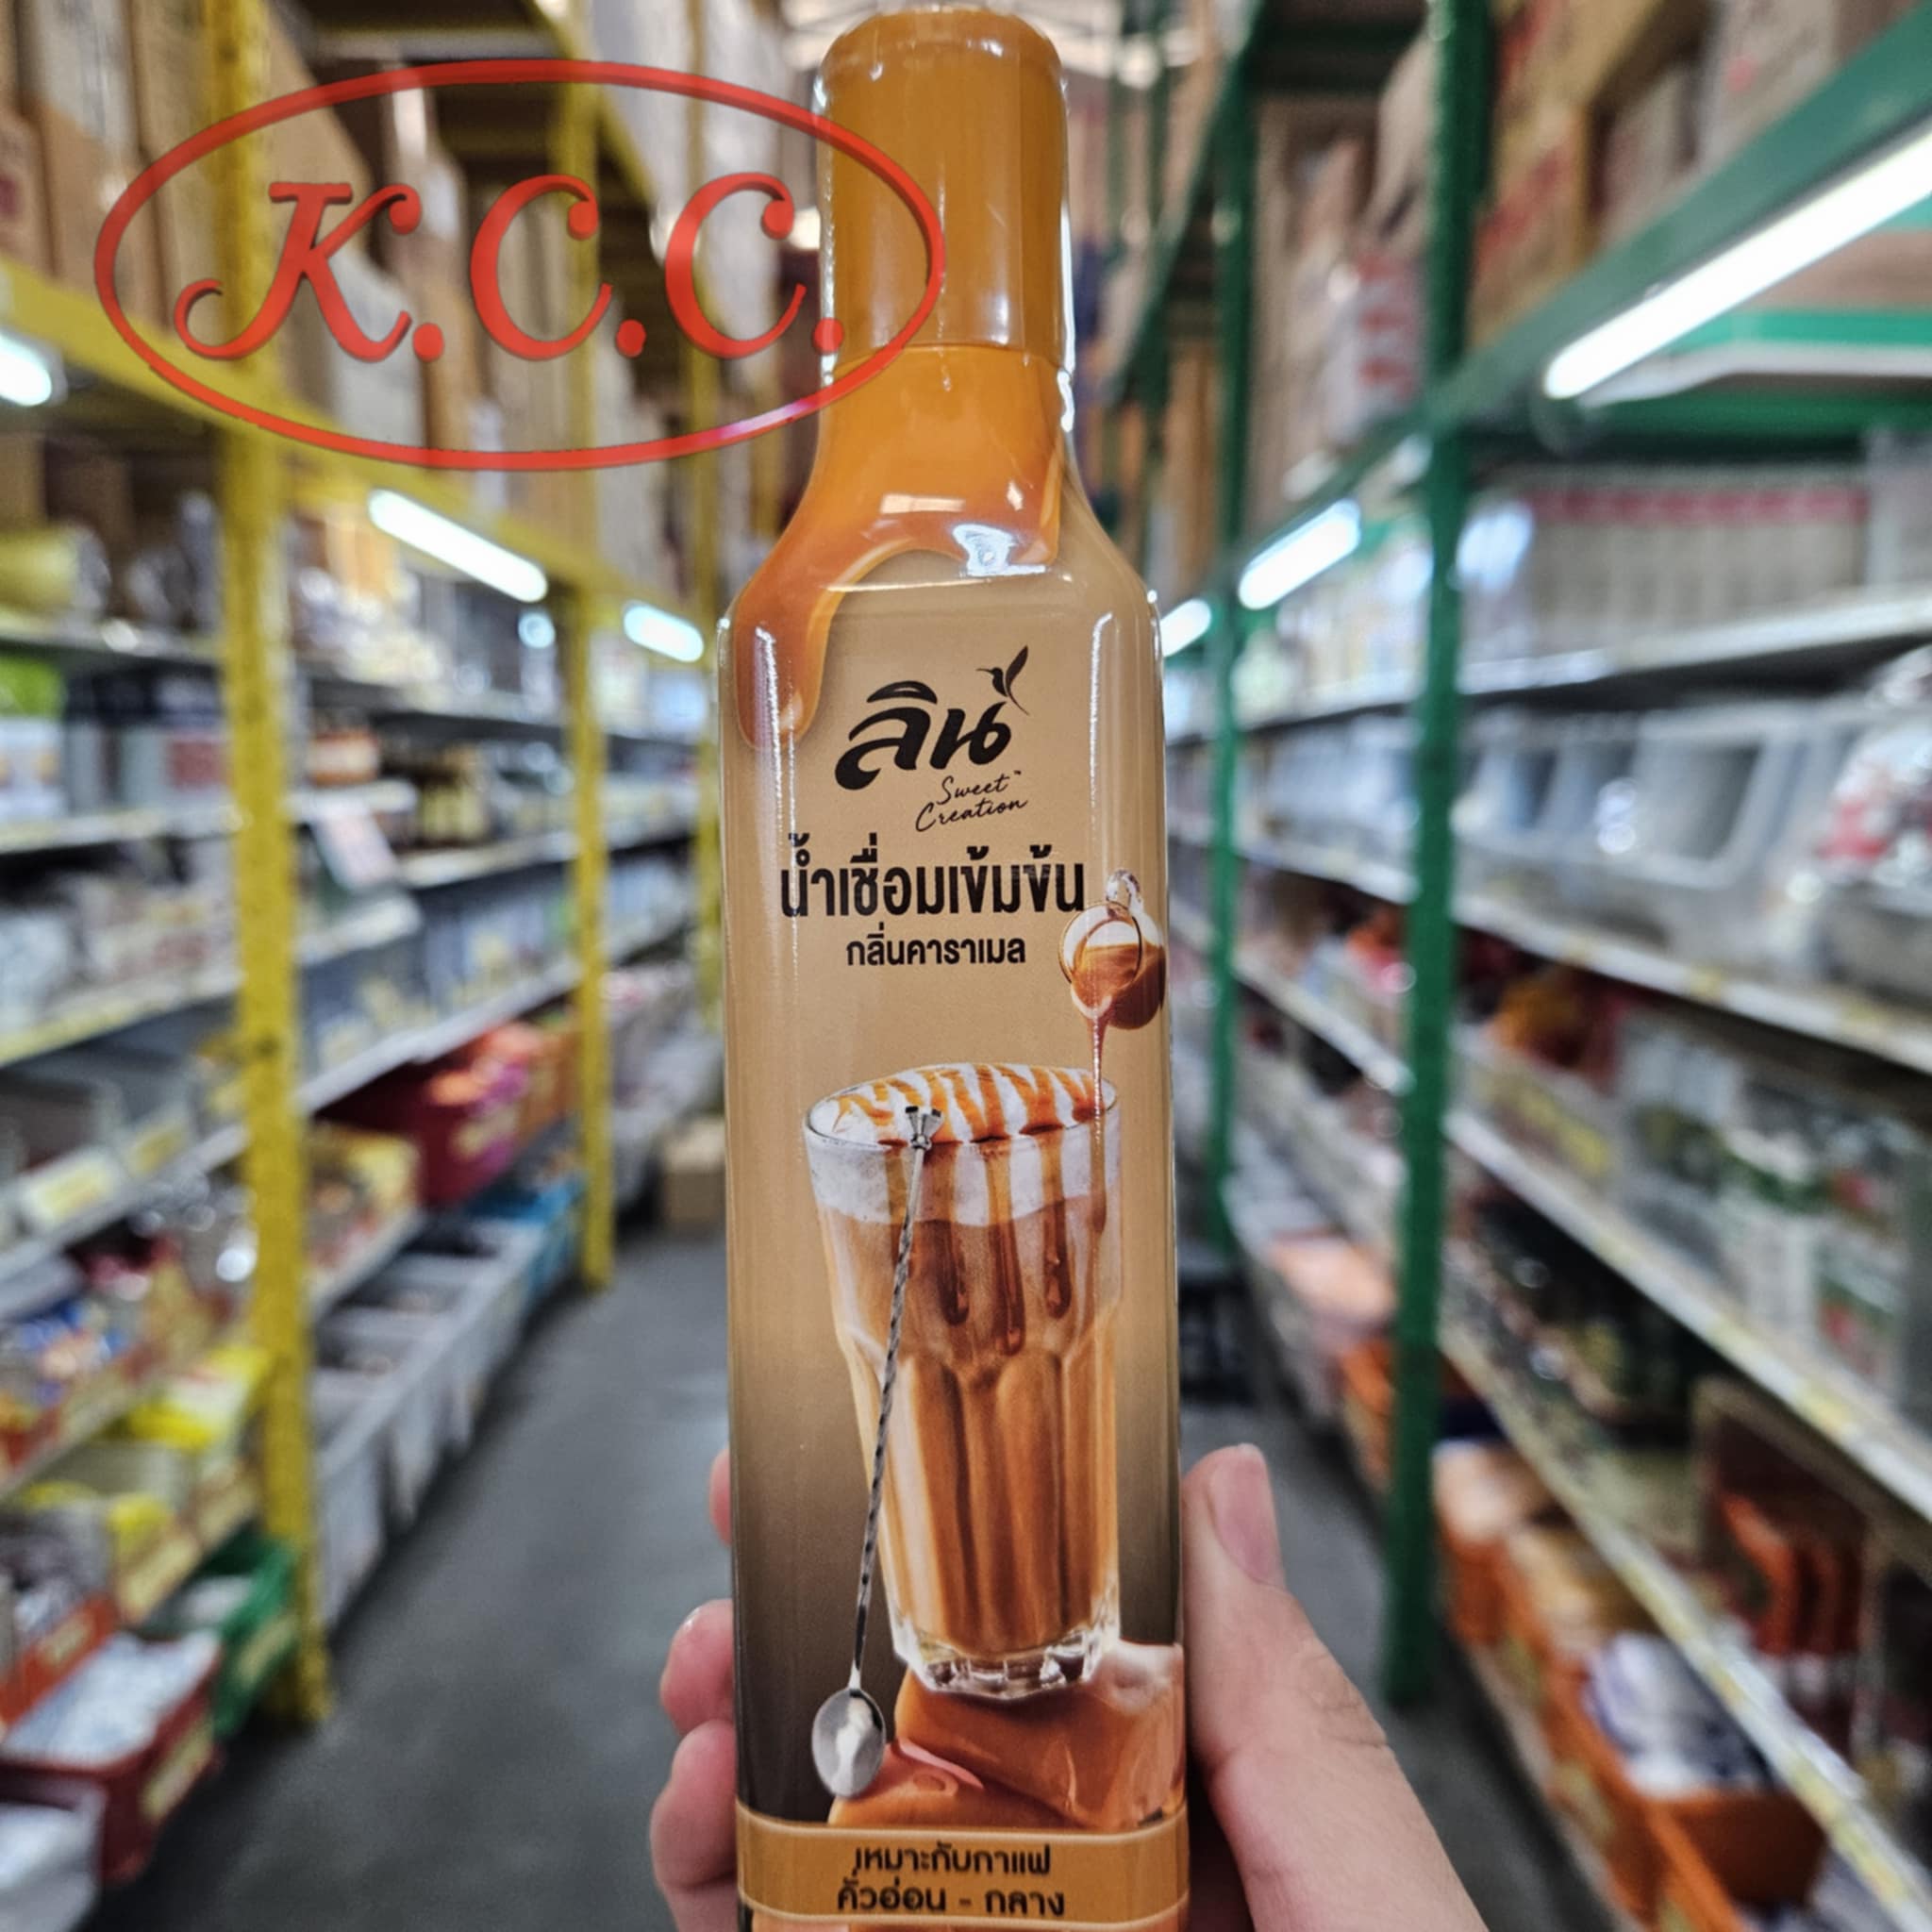 K.C.C.
ลิน
Sweet™
Creation
น้ำเชื่อมเข้มข้น
กลิ่นคาราเมล
เหมาะกับกาแฟ
คั่วอ่อน - กลาง